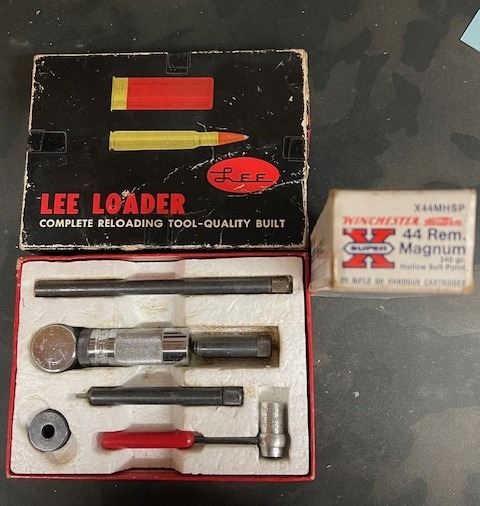 LEE
LEE LOADER
COMPLETE RELOADING TOOL-QUALITY BUILT
X44MHSP
WINCHESTER Western
X
SUPER
44 Rem.
Magnum
240 gr.
Hollow Soft Point